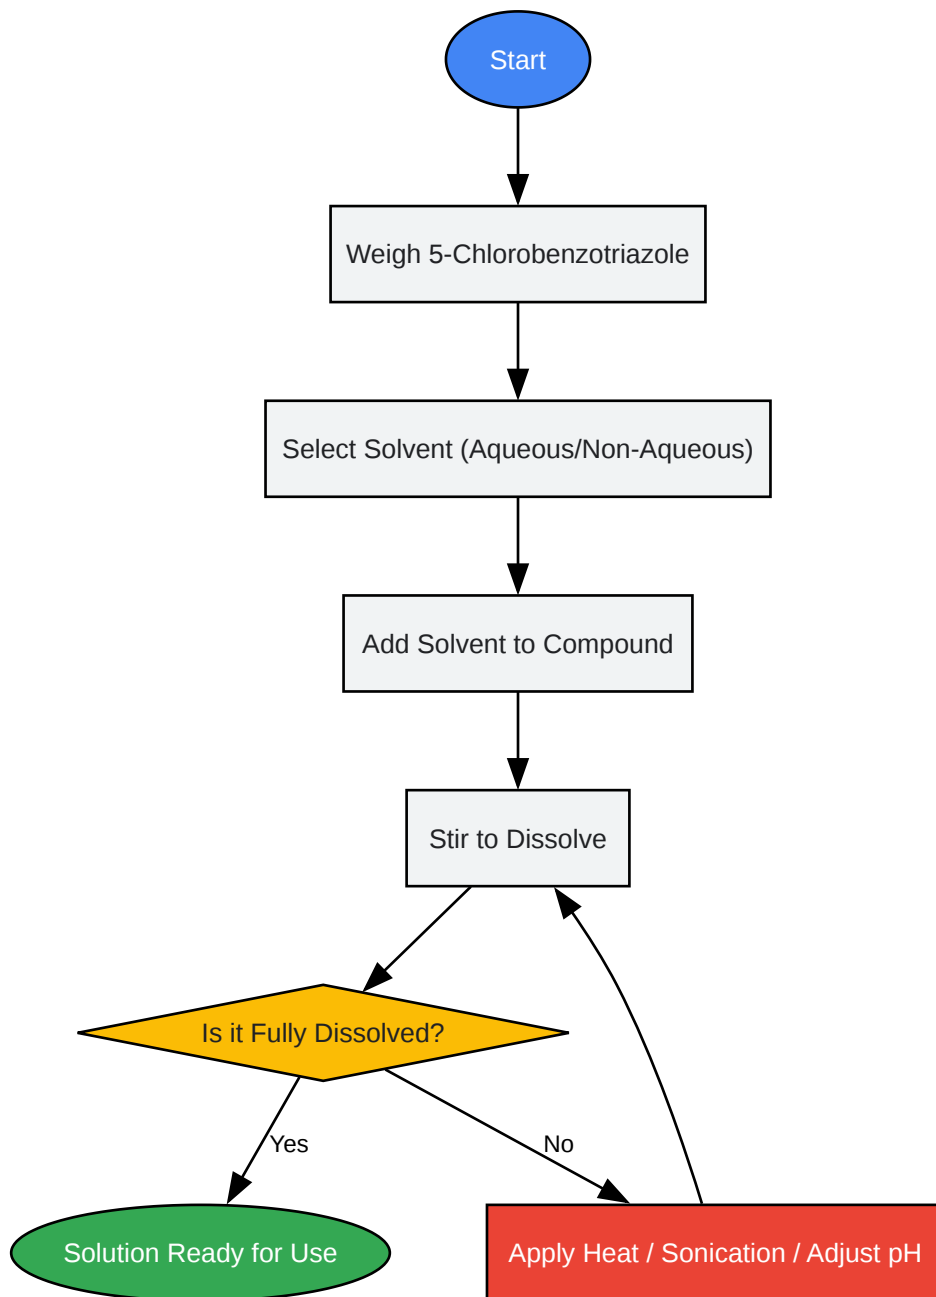 Start
Weigh 5-Chlorobenzotriazole
Select Solvent (Aqueous/Non-Aqueous)
Add Solvent to Compound
Stir to Dissolve
Is it Fully Dissolved?
Yes
No
Solution Ready for Use
Apply Heat / Sonication / Adjust pH